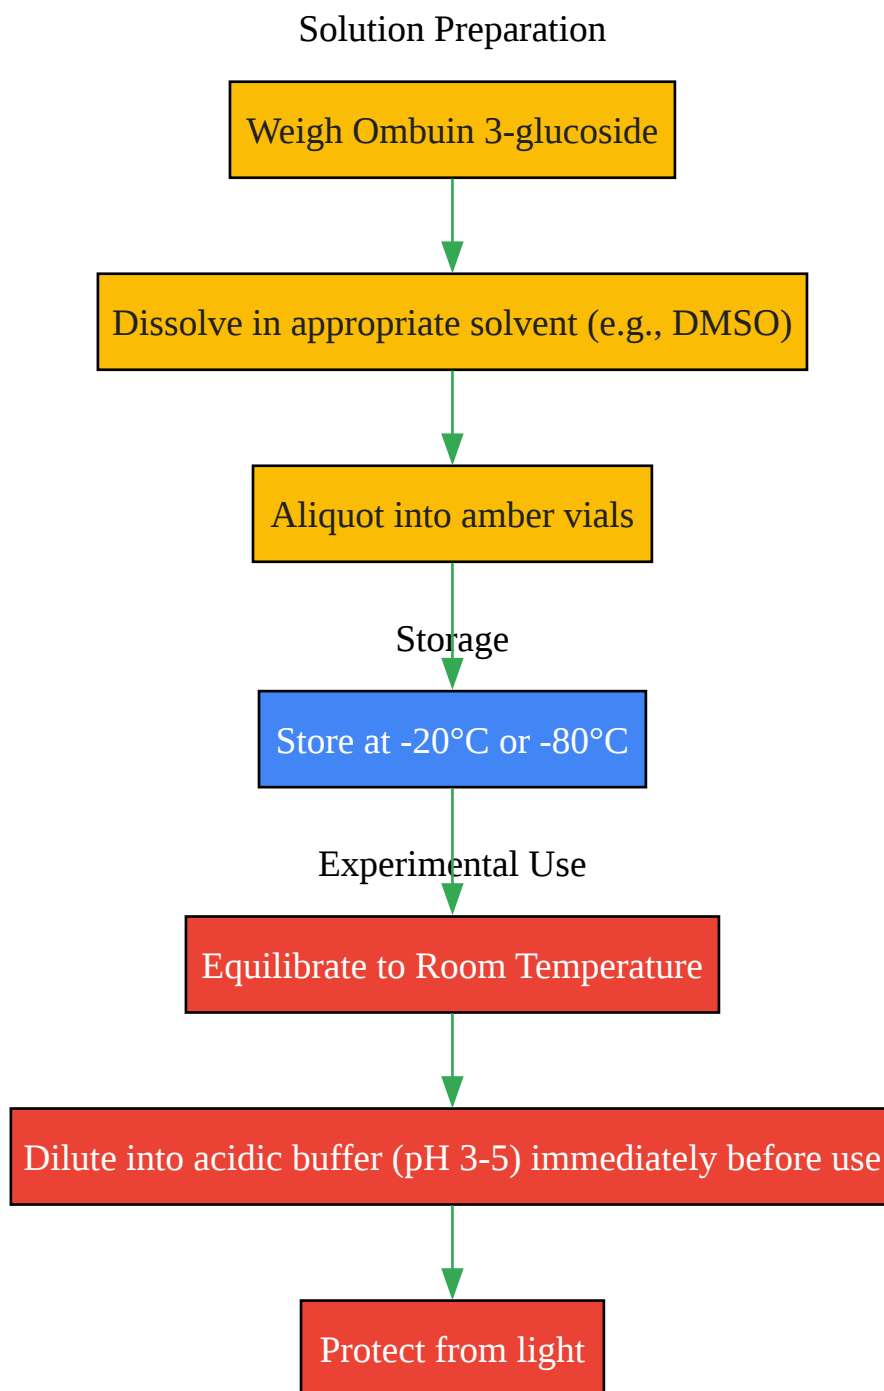 Solution Preparation
Weigh Ombuin 3-glucoside
Dissolve in appropriate solvent (e.g., DMSO)
Aliquot into amber vials
Storage
Store at -20°C or -80°C
Experimental Use
Equilibrate to Room Temperature
Dilute into acidic buffer (pH 3-5) immediately before use
Protect from light